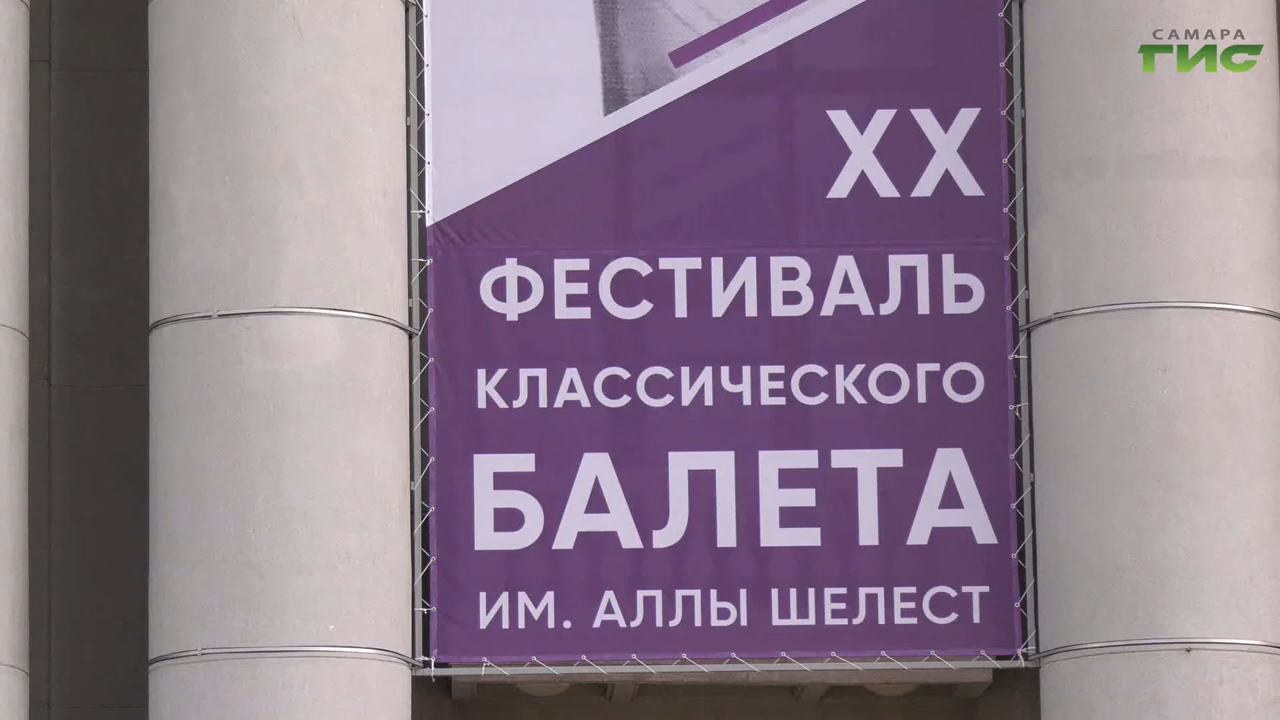 САМАРА
ГИС
XX
ФЕСТИВАЛЬ
КЛАССИЧЕСКОГО
БАЛЕТА
ИМ. АЛЛЫ ШЕЛЕСТ